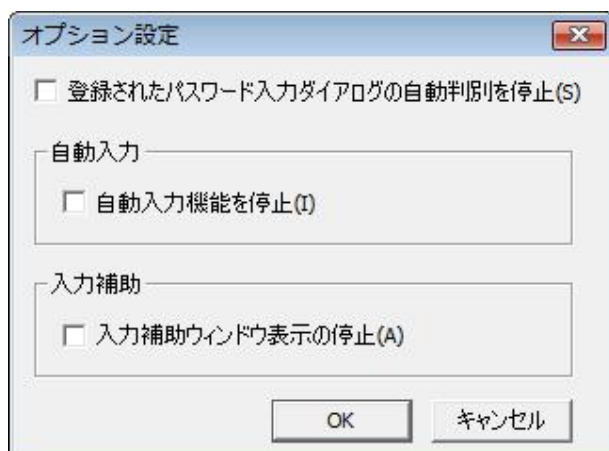 オプション設定
登録されたパスワード入力ダイアログの自動判別を停止(S)
自動入力
自動入力機能を停止(I)
入力補助
入力補助ウィンドウ表示の停止(A)
OK キャンセル